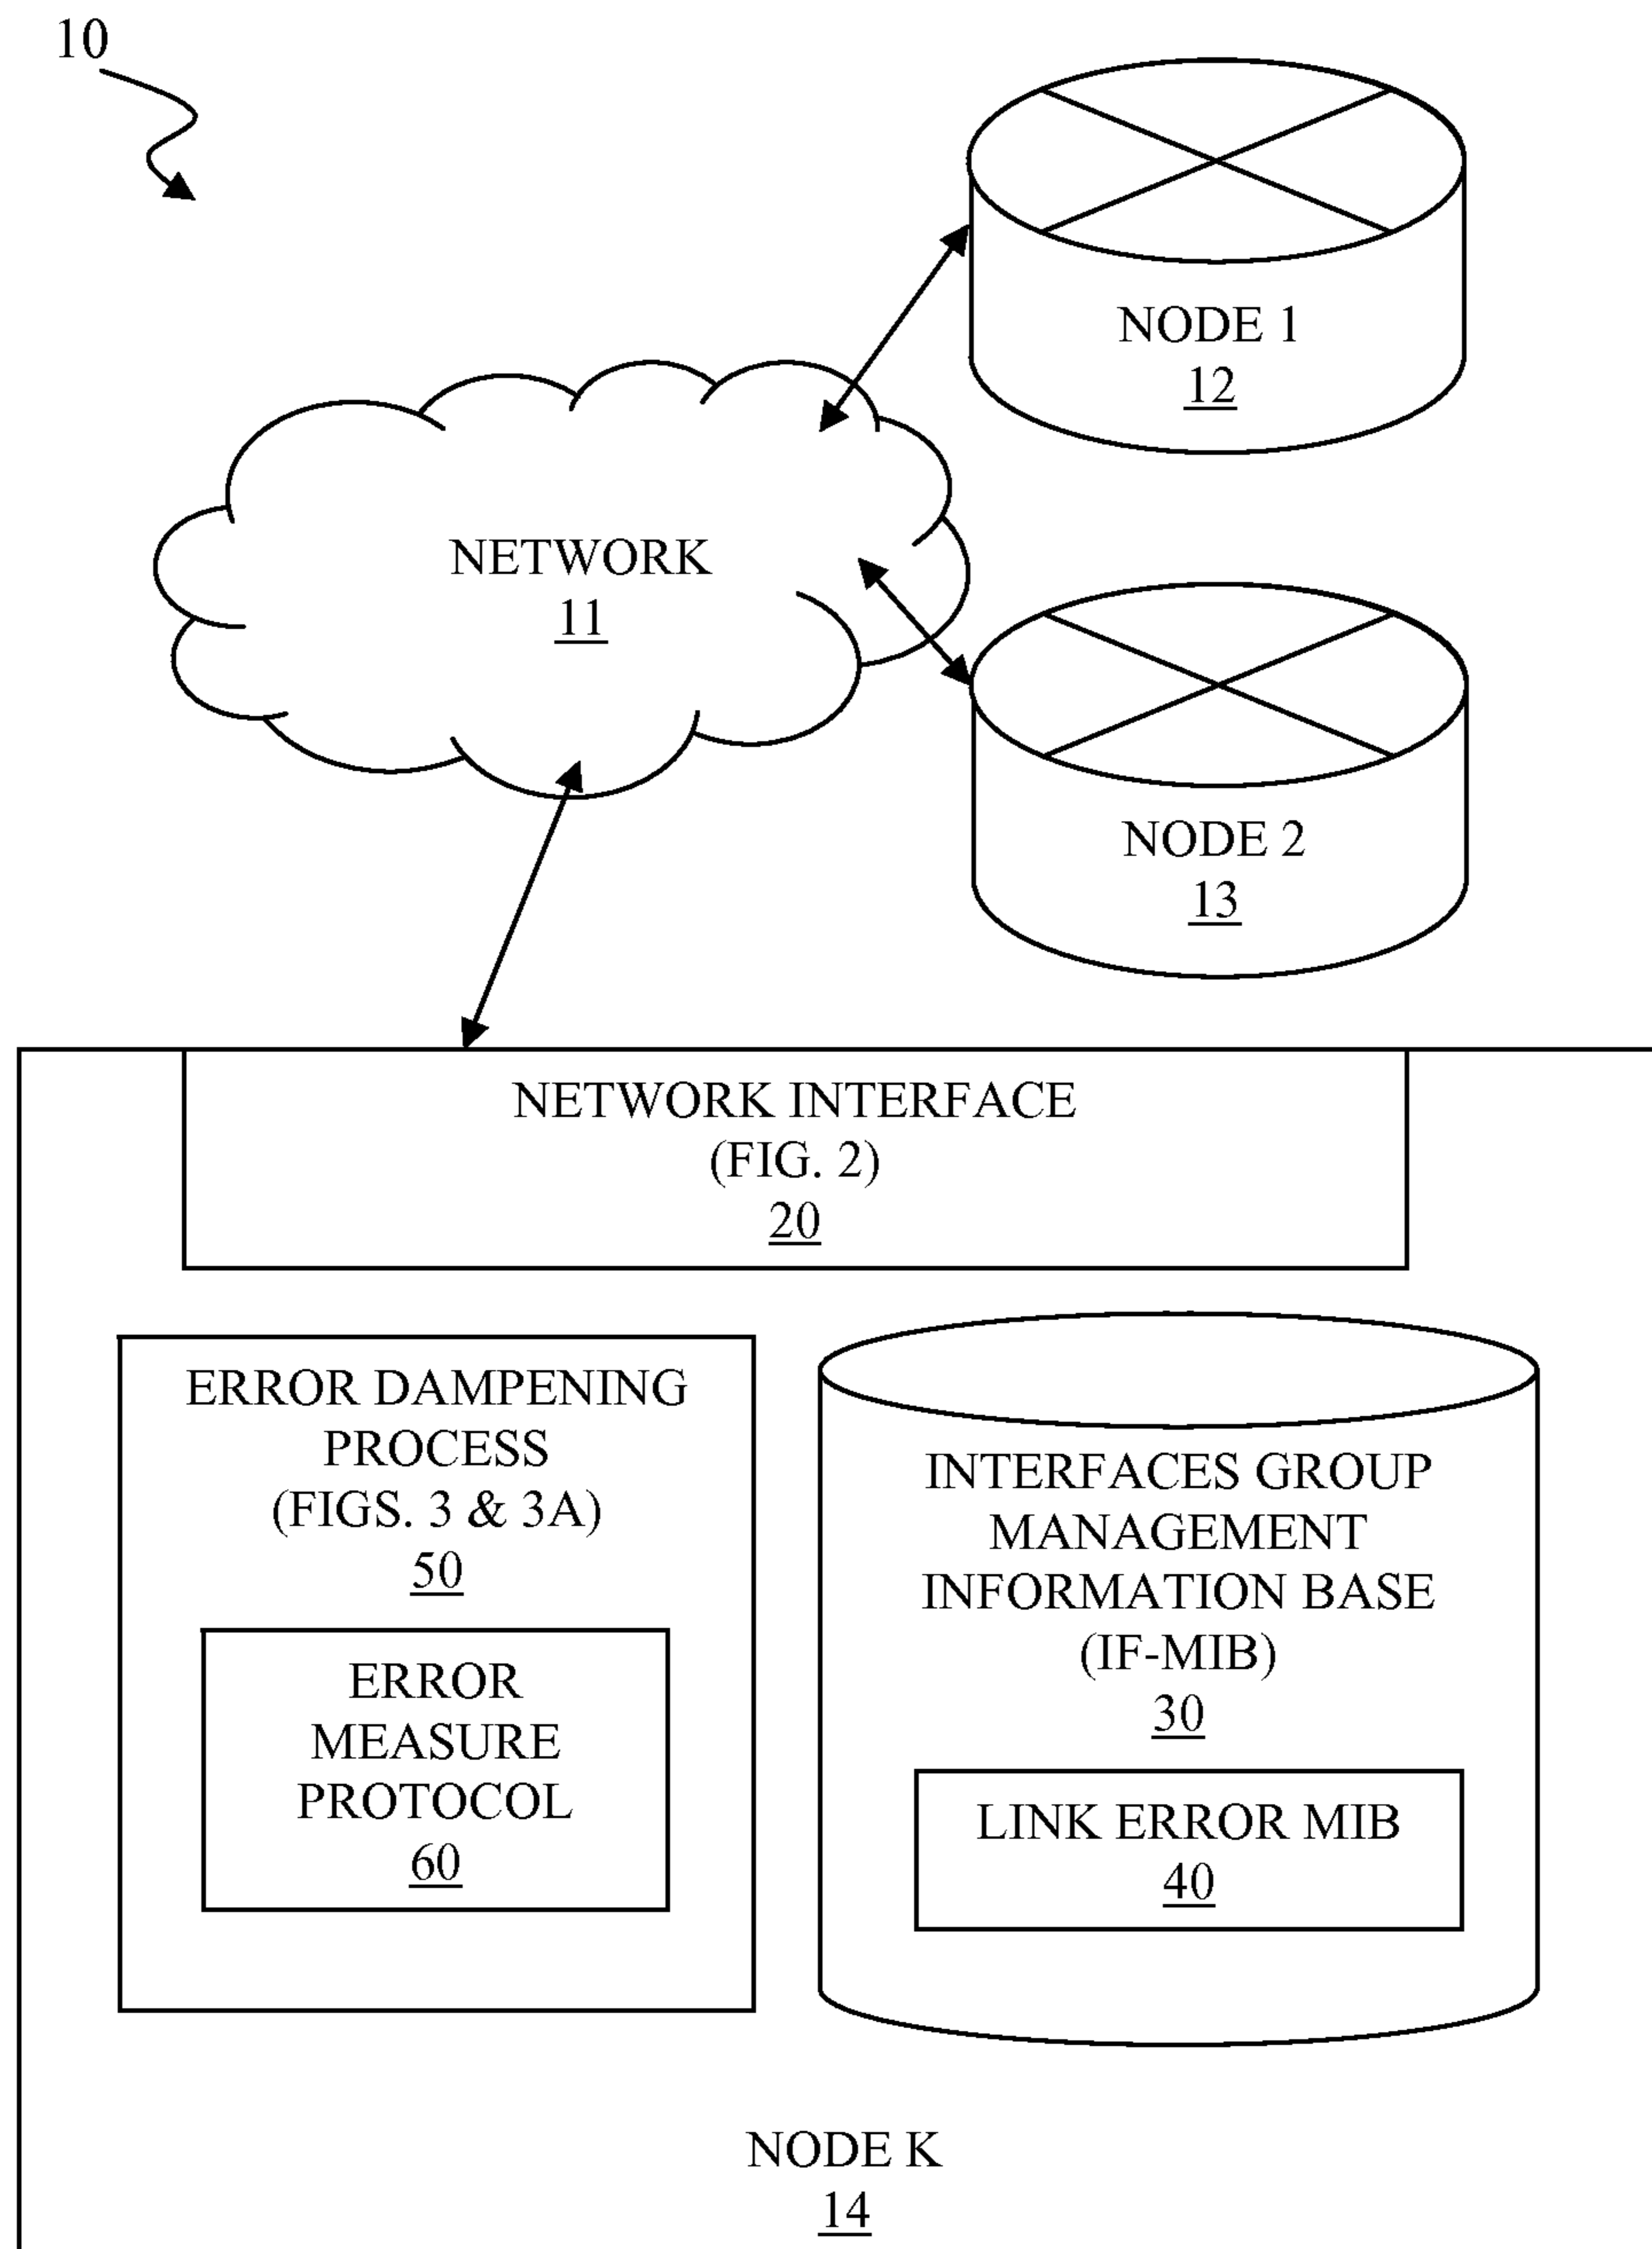 10
NODE 1
12
NETWORK
11
NODE 2
13
NETWORK INTERFACE
(FIG. 2)
20
ERROR DAMPENING
PROCESS
(FIGS. 3 & 3A)
50
ERROR
MEASURE
PROTOCOL
60
INTERFACES GROUP
MANAGEMENT
INFORMATION BASE
(IF-MIB)
30
LINK ERROR MIB
40
NODE K
14